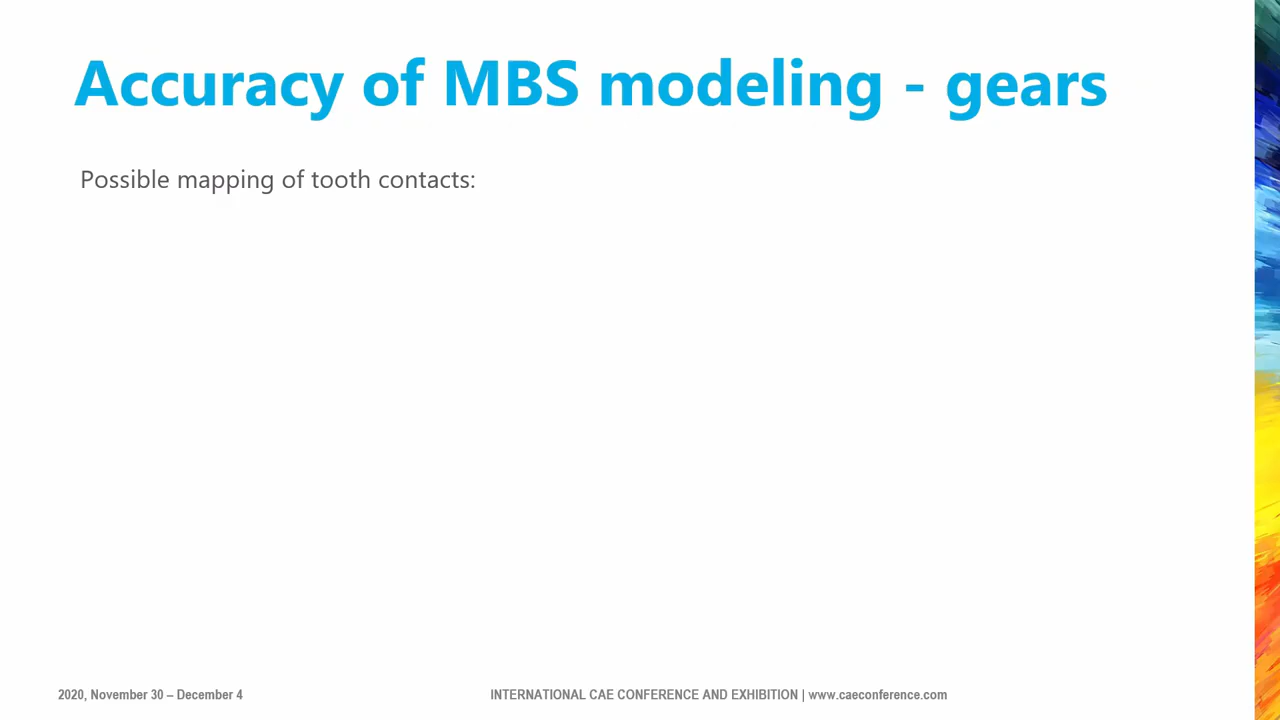 Accuracy of MBS modeling - gears
Possible mapping of tooth contacts:
2020, November 30 – December 4
INTERNATIONAL CAE CONFERENCE AND EXHIBITION | www.caeconference.com